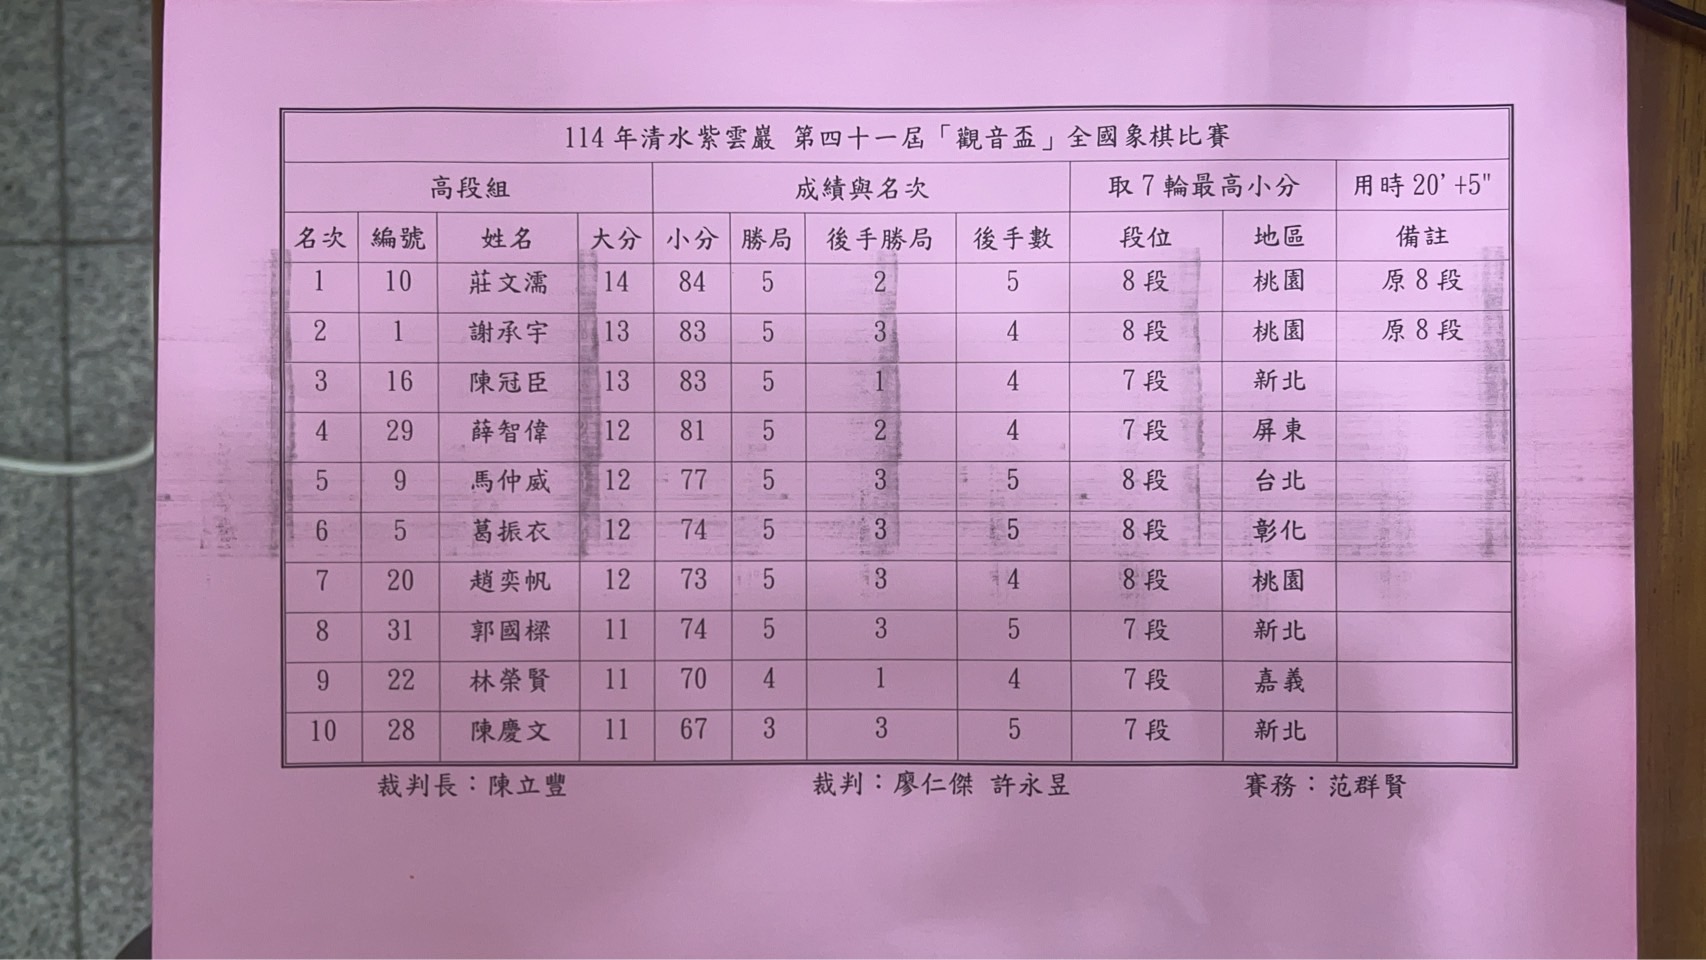 114年清水紫雲巖 第四十一屆「觀音盃」全國象棋比賽
高段組 成績與名次 取7輪最高小分 用時20'+5"
名次 編號 姓名 大分 小分 勝局 後手勝局 後手數 段位 地區 備註
1 10 莊文濡 14 84 5 2 5 8段 桃園 原8段
2 1 謝承宇 13 83 5 3 4 8段 桃園 原8段
3 16 陳冠臣 13 83 5 1 4 7段 新北
4 29 薛智偉 12 81 5 2 4 7段 屏東
5 9 馬仲威 12 77 5 3 5 8段 台北
6 5 葛振衣 12 74 5 3 5 8段 彰化
7 20 趙奕帆 12 73 5 3 4 8段 桃園
8 31 郭國樑 11 74 5 3 5 7段 新北
9 22 林榮賢 11 70 4 1 4 7段 嘉義
10 28 陳慶文 11 67 3 3 5 7段 新北
裁判長：陳立豐 裁判：廖仁傑 許永昱 賽務：范群賢